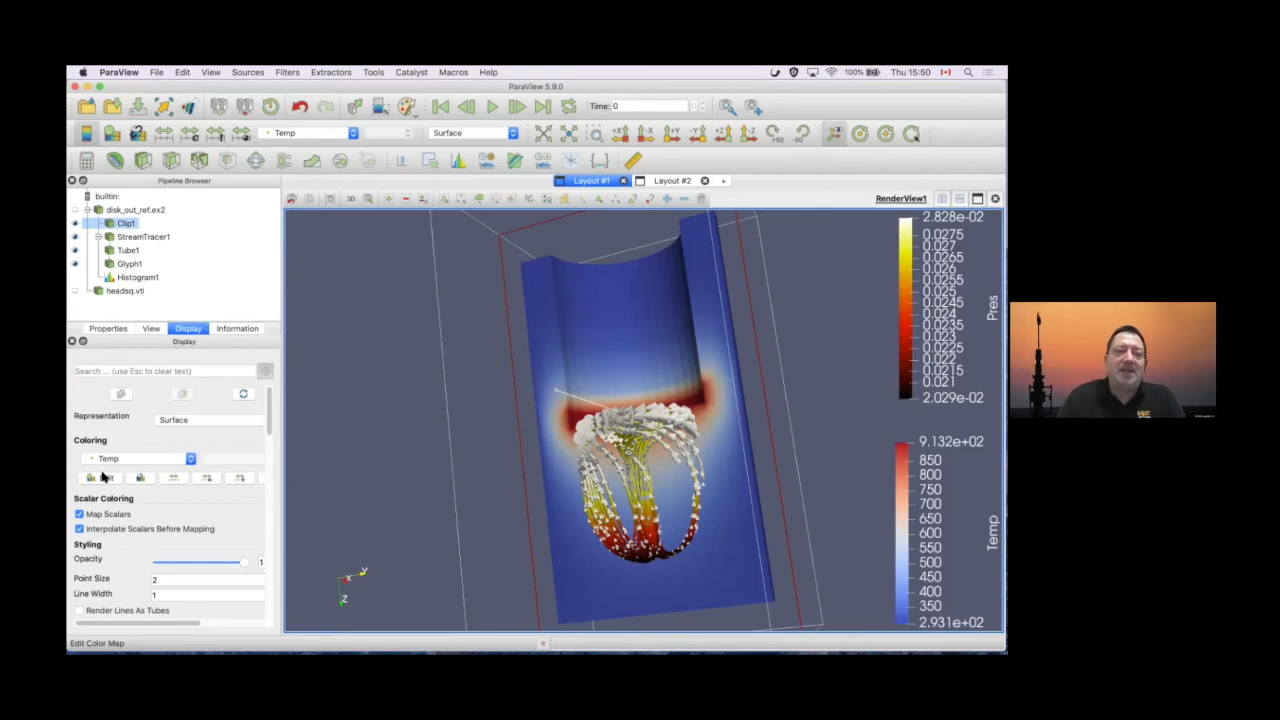 ParaView File Edit View Sources Filters Extractors Tools Catalyst Macros Help 100% Thu 15:50
ParaView 5.9.0
Time: 0 0
Temp Surface
+X -X +Y -Y +Z -Z +90 -90
Pipeline Browser
Layout #1 Layout #2 +
builtin:
disk_out_ref.ex2
Clip1
StreamTracer1
Tube1
Glyph1
Histogram1
headsq.vti
3D
RenderView1
Properties View Display Information
Display
Search ... (use Esc to clear text)
Representation Surface
Coloring
Temp
Scalar Coloring
Map Scalars
Interpolate Scalars Before Mapping
Styling
Opacity 1
Point Size 2
Line Width 1
Render Lines As Tubes
Edit Color Map
X Y
Z
2.828e-02
0.0275
0.027
0.0265
0.026
0.0255
0.025
0.0245
0.024
0.0235
0.023
0.0225
0.022
0.0215
0.021
2.029e-02
Pres
9.132e+02
850
800
750
700
650
600
550
500
450
400
350
2.931e+02
Temp